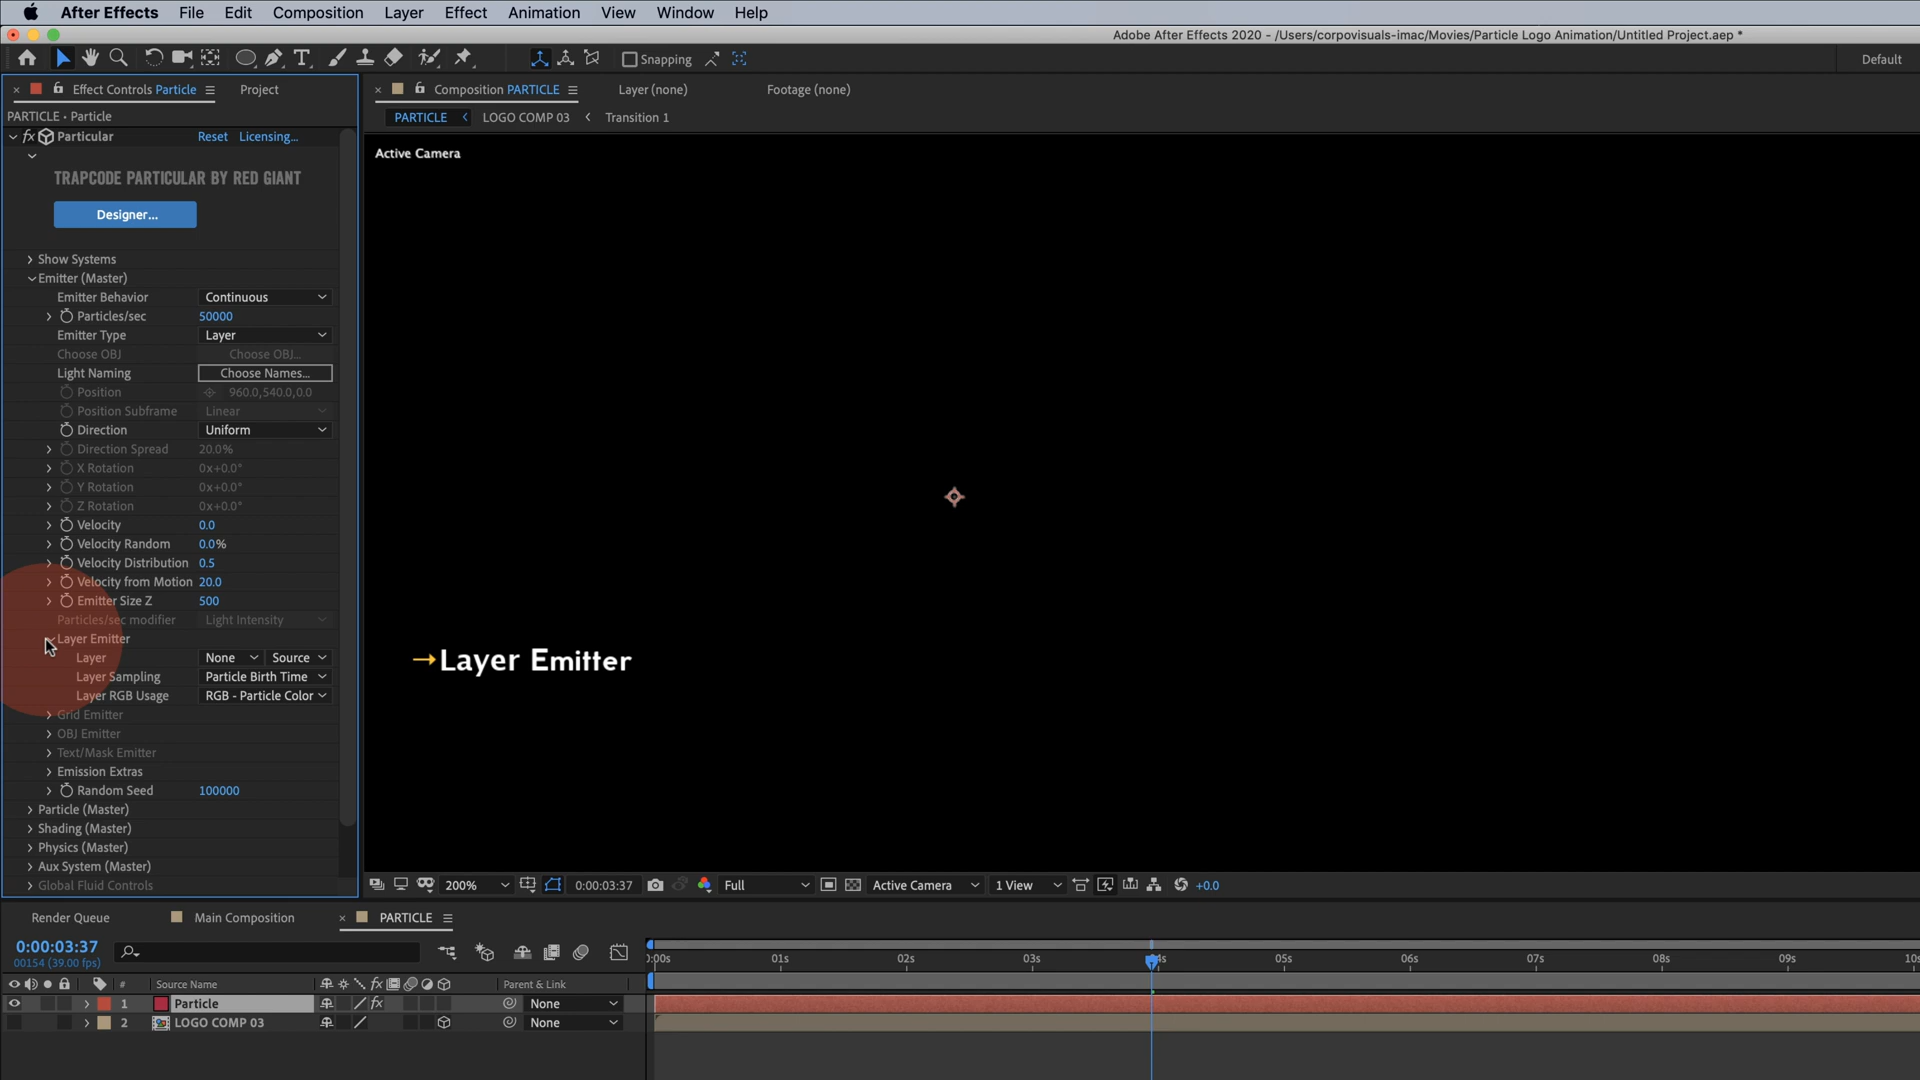 After Effects File Edit Composition Layer Effect Animation View Window Help
Adobe After Effects 2020 - /Users/corpovisuals-imac/Movies/Particle Logo Animation/Untitled Project.aep *
Snapping Default
Effect Controls Particle Project
Composition PARTICLE Layer (none) Footage (none)
PARTICLE • Particle
PARTICLE LOGO COMP 03 Transition 1
fx Particular Reset Licensing...
Active Camera
TRAPCODE PARTICULAR BY RED GIANT
Designer...
Show Systems
Emitter (Master)
Emitter Behavior Continuous
Particles/sec 50000
Emitter Type Layer
Choose OBJ Choose OBJ...
Light Naming Choose Names...
Position 960.0,540.0,0.0
Position Subframe Linear
Direction Uniform
Direction Spread 20.0%
X Rotation 0x+0.0°
Y Rotation 0x+0.0°
Z Rotation 0x+0.0°
Velocity 0.0
Velocity Random 0.0%
Velocity Distribution 0.5
Velocity from Motion 20.0
Emitter Size Z 500
Particles/sec modifier Light Intensity
Layer Emitter
Layer None Source
Layer Sampling Particle Birth Time
Layer RGB Usage RGB - Particle Color
Grid Emitter
OBJ Emitter
Text/Mask Emitter
Emission Extras
Random Seed 100000
Particle (Master)
Shading (Master)
Physics (Master)
Aux System (Master)
Global Fluid Controls
→Layer Emitter
200% 0:00:03:37 Full Active Camera 1 View +0.0
Render Queue Main Composition PARTICLE
0:00:03:37
00154 (39.00 fps)
:00s 01s 02s 03s 04s 05s 06s 07s 08s 09s 10s
# Source Name fx Parent & Link
1 Particle fx None
2 LOGO COMP 03 None